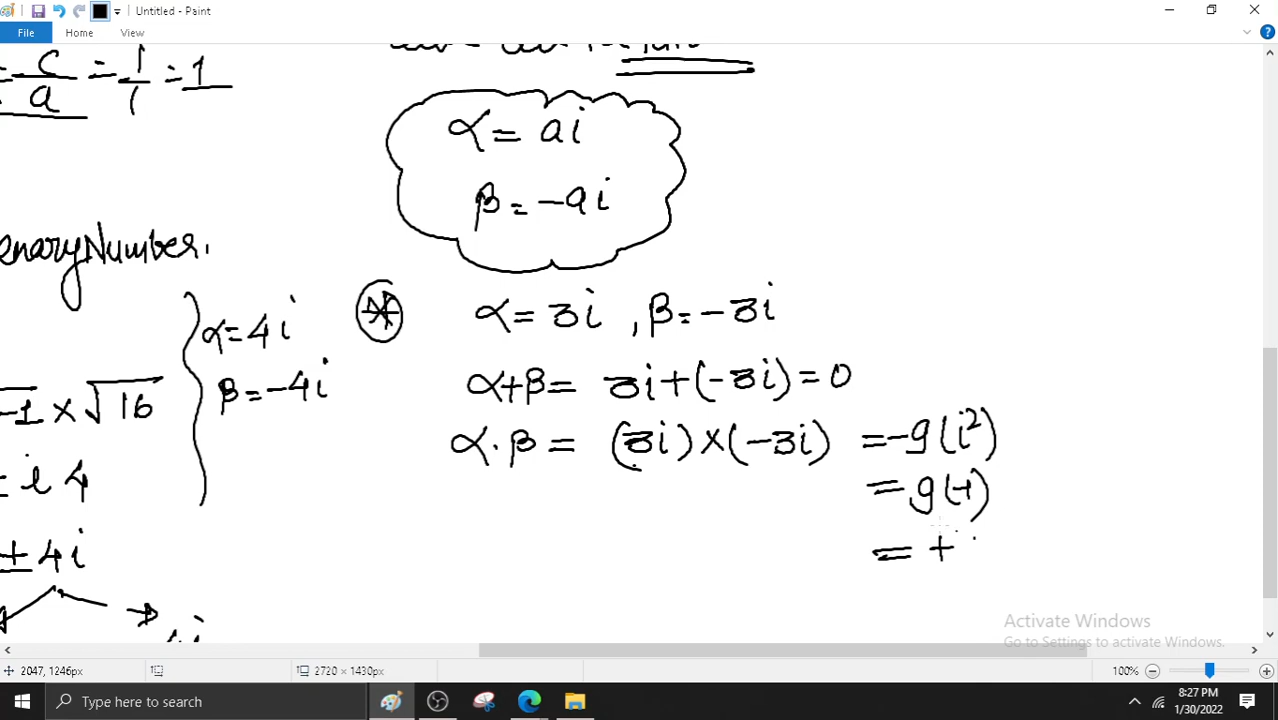 Untitled - Paint
File Home View
= c/a = 1/1 = 1
α = ai
β = -ai
enaryNumber.
α = 4i
β = -4i
α = 3i , β = -3i
α+β = 3i+(-3i) = 0
α.β = (3i)×(-3i) = -9(i²)
= 9(-1)
= +
-1 × √16
= i 4
± 4i
4i
Activate Windows
Go to Settings to activate Windows.
2047, 1246px
2720 × 1430px
100%
Type here to search
8:27 PM
1/30/2022